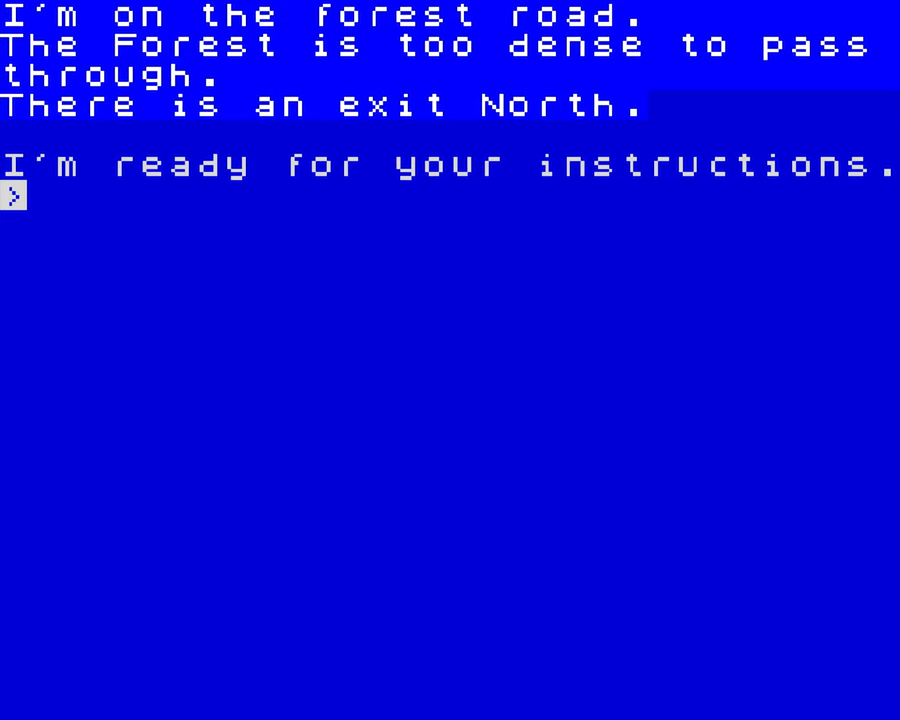 I'm on the forest road.
The Forest is too dense to pass
through.
There is an exit North.
I'm ready for your instructions.
>